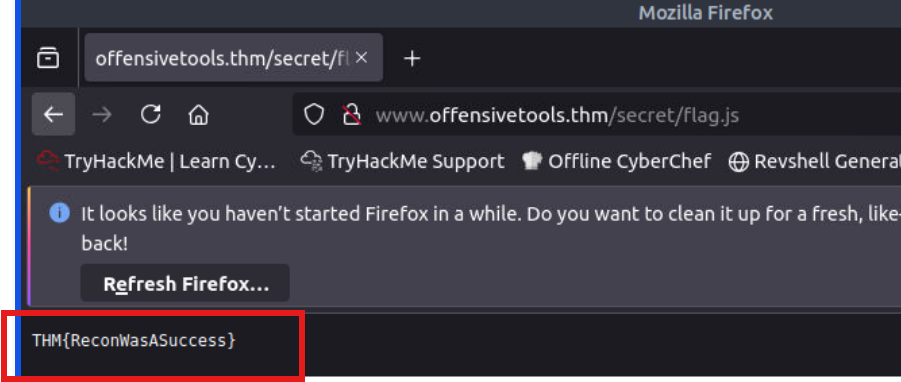 Mozilla Firefox
offensivetools.thm/secret/fl
www.offensivetools.thm/secret/flag.js
TryHackMe | Learn Cy... TryHackMe Support Offline CyberChef Revshell Genera
It looks like you haven't started Firefox in a while. Do you want to clean it up for a fresh, like-
back!
Refresh Firefox...
THM{ReconWasASuccess}